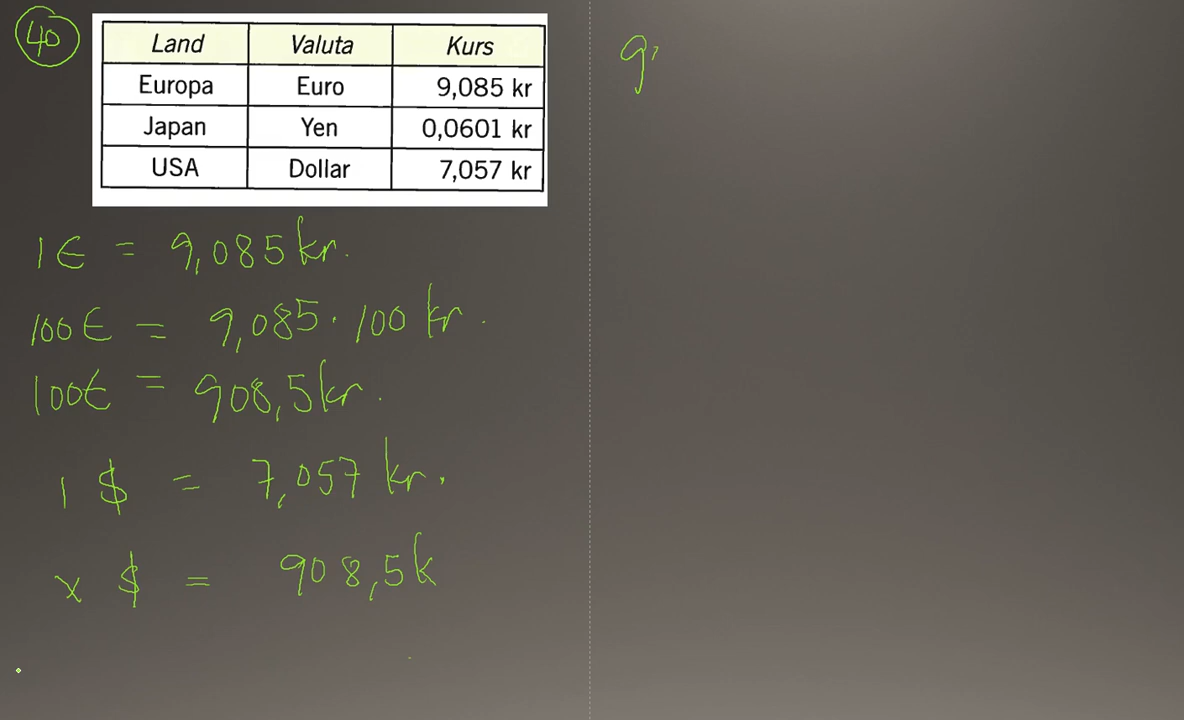 40
Land Valuta Kurs
Europa Euro 9,085 kr
Japan Yen 0,0601 kr
USA Dollar 7,057 kr
1€ = 9,085 kr.
100€ = 9,085 · 100 kr.
100€ = 908,5 kr.
1 $ = 7,057 kr.
x $ = 908,5 k
9,